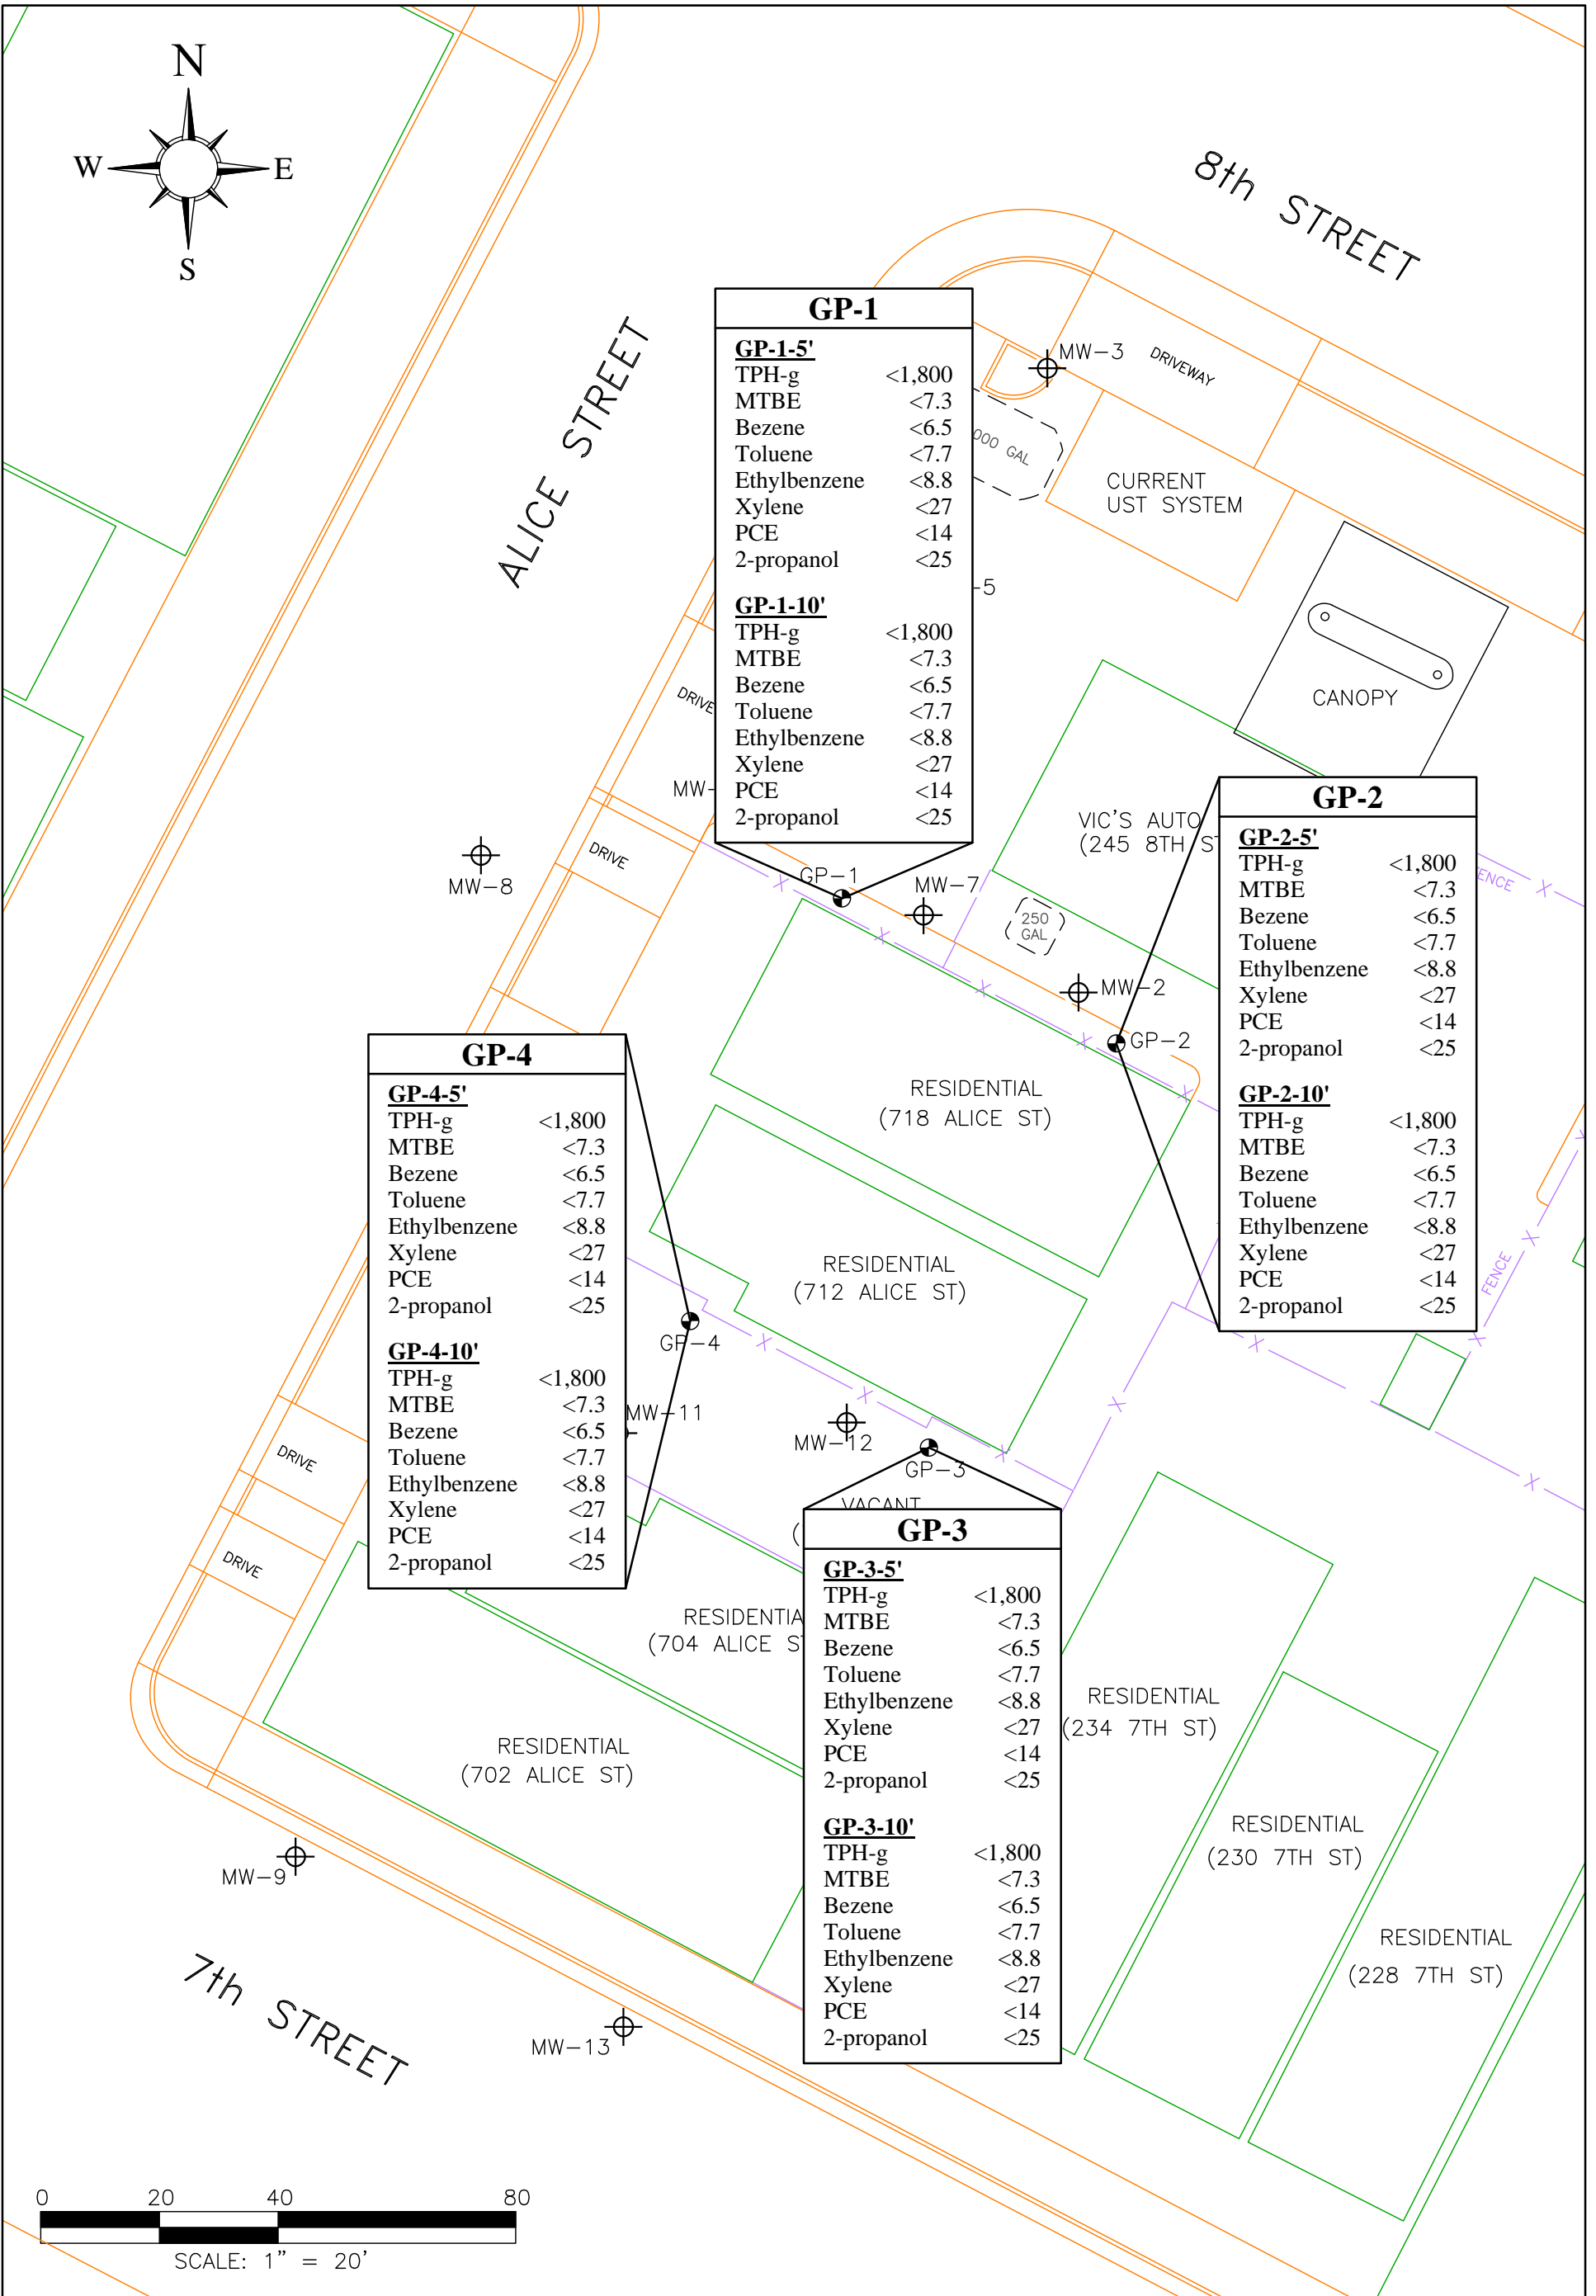 N
W E
S
8th STREET
ALICE STREET
GP-1
GP-1-5'
TPH-g <1,800
MTBE <7.3
Bezene <6.5
Toluene <7.7
Ethylbenzene <8.8
Xylene <27
PCE <14
2-propanol <25
GP-1-10'
TPH-g <1,800
MTBE <7.3
Bezene <6.5
Toluene <7.7
Ethylbenzene <8.8
Xylene <27
PCE <14
2-propanol <25
MW-3
DRIVEWAY
000 GAL
CURRENT
UST SYSTEM
-5
CANOPY
DRIVE
MW-
DRIVE
MW-8
GP-1
MW-7
VIC'S AUTO
(245 8TH ST
250
GAL
MW-2
GP-2
GP-2
GP-2-5'
TPH-g <1,800
MTBE <7.3
Bezene <6.5
Toluene <7.7
Ethylbenzene <8.8
Xylene <27
PCE <14
2-propanol <25
GP-2-10'
TPH-g <1,800
MTBE <7.3
Bezene <6.5
Toluene <7.7
Ethylbenzene <8.8
Xylene <27
PCE <14
2-propanol <25
ENCE
FENCE
RESIDENTIAL
(718 ALICE ST)
RESIDENTIAL
(712 ALICE ST)
GP-4
GP-4-5'
TPH-g <1,800
MTBE <7.3
Bezene <6.5
Toluene <7.7
Ethylbenzene <8.8
Xylene <27
PCE <14
2-propanol <25
GP-4-10'
TPH-g <1,800
MTBE <7.3
Bezene <6.5
Toluene <7.7
Ethylbenzene <8.8
Xylene <27
PCE <14
2-propanol <25
GP-4
MW-11
MW-12
GP-3
VACANT
(
GP-3
GP-3-5'
TPH-g <1,800
MTBE <7.3
Bezene <6.5
Toluene <7.7
Ethylbenzene <8.8
Xylene <27
PCE <14
2-propanol <25
GP-3-10'
TPH-g <1,800
MTBE <7.3
Bezene <6.5
Toluene <7.7
Ethylbenzene <8.8
Xylene <27
PCE <14
2-propanol <25
DRIVE
DRIVE
RESIDENTIA
(704 ALICE ST
RESIDENTIAL
(702 ALICE ST)
RESIDENTIAL
(234 7TH ST)
RESIDENTIAL
(230 7TH ST)
RESIDENTIAL
(228 7TH ST)
MW-9
MW-13
7th STREET
0 20 40 80
SCALE: 1" = 20'